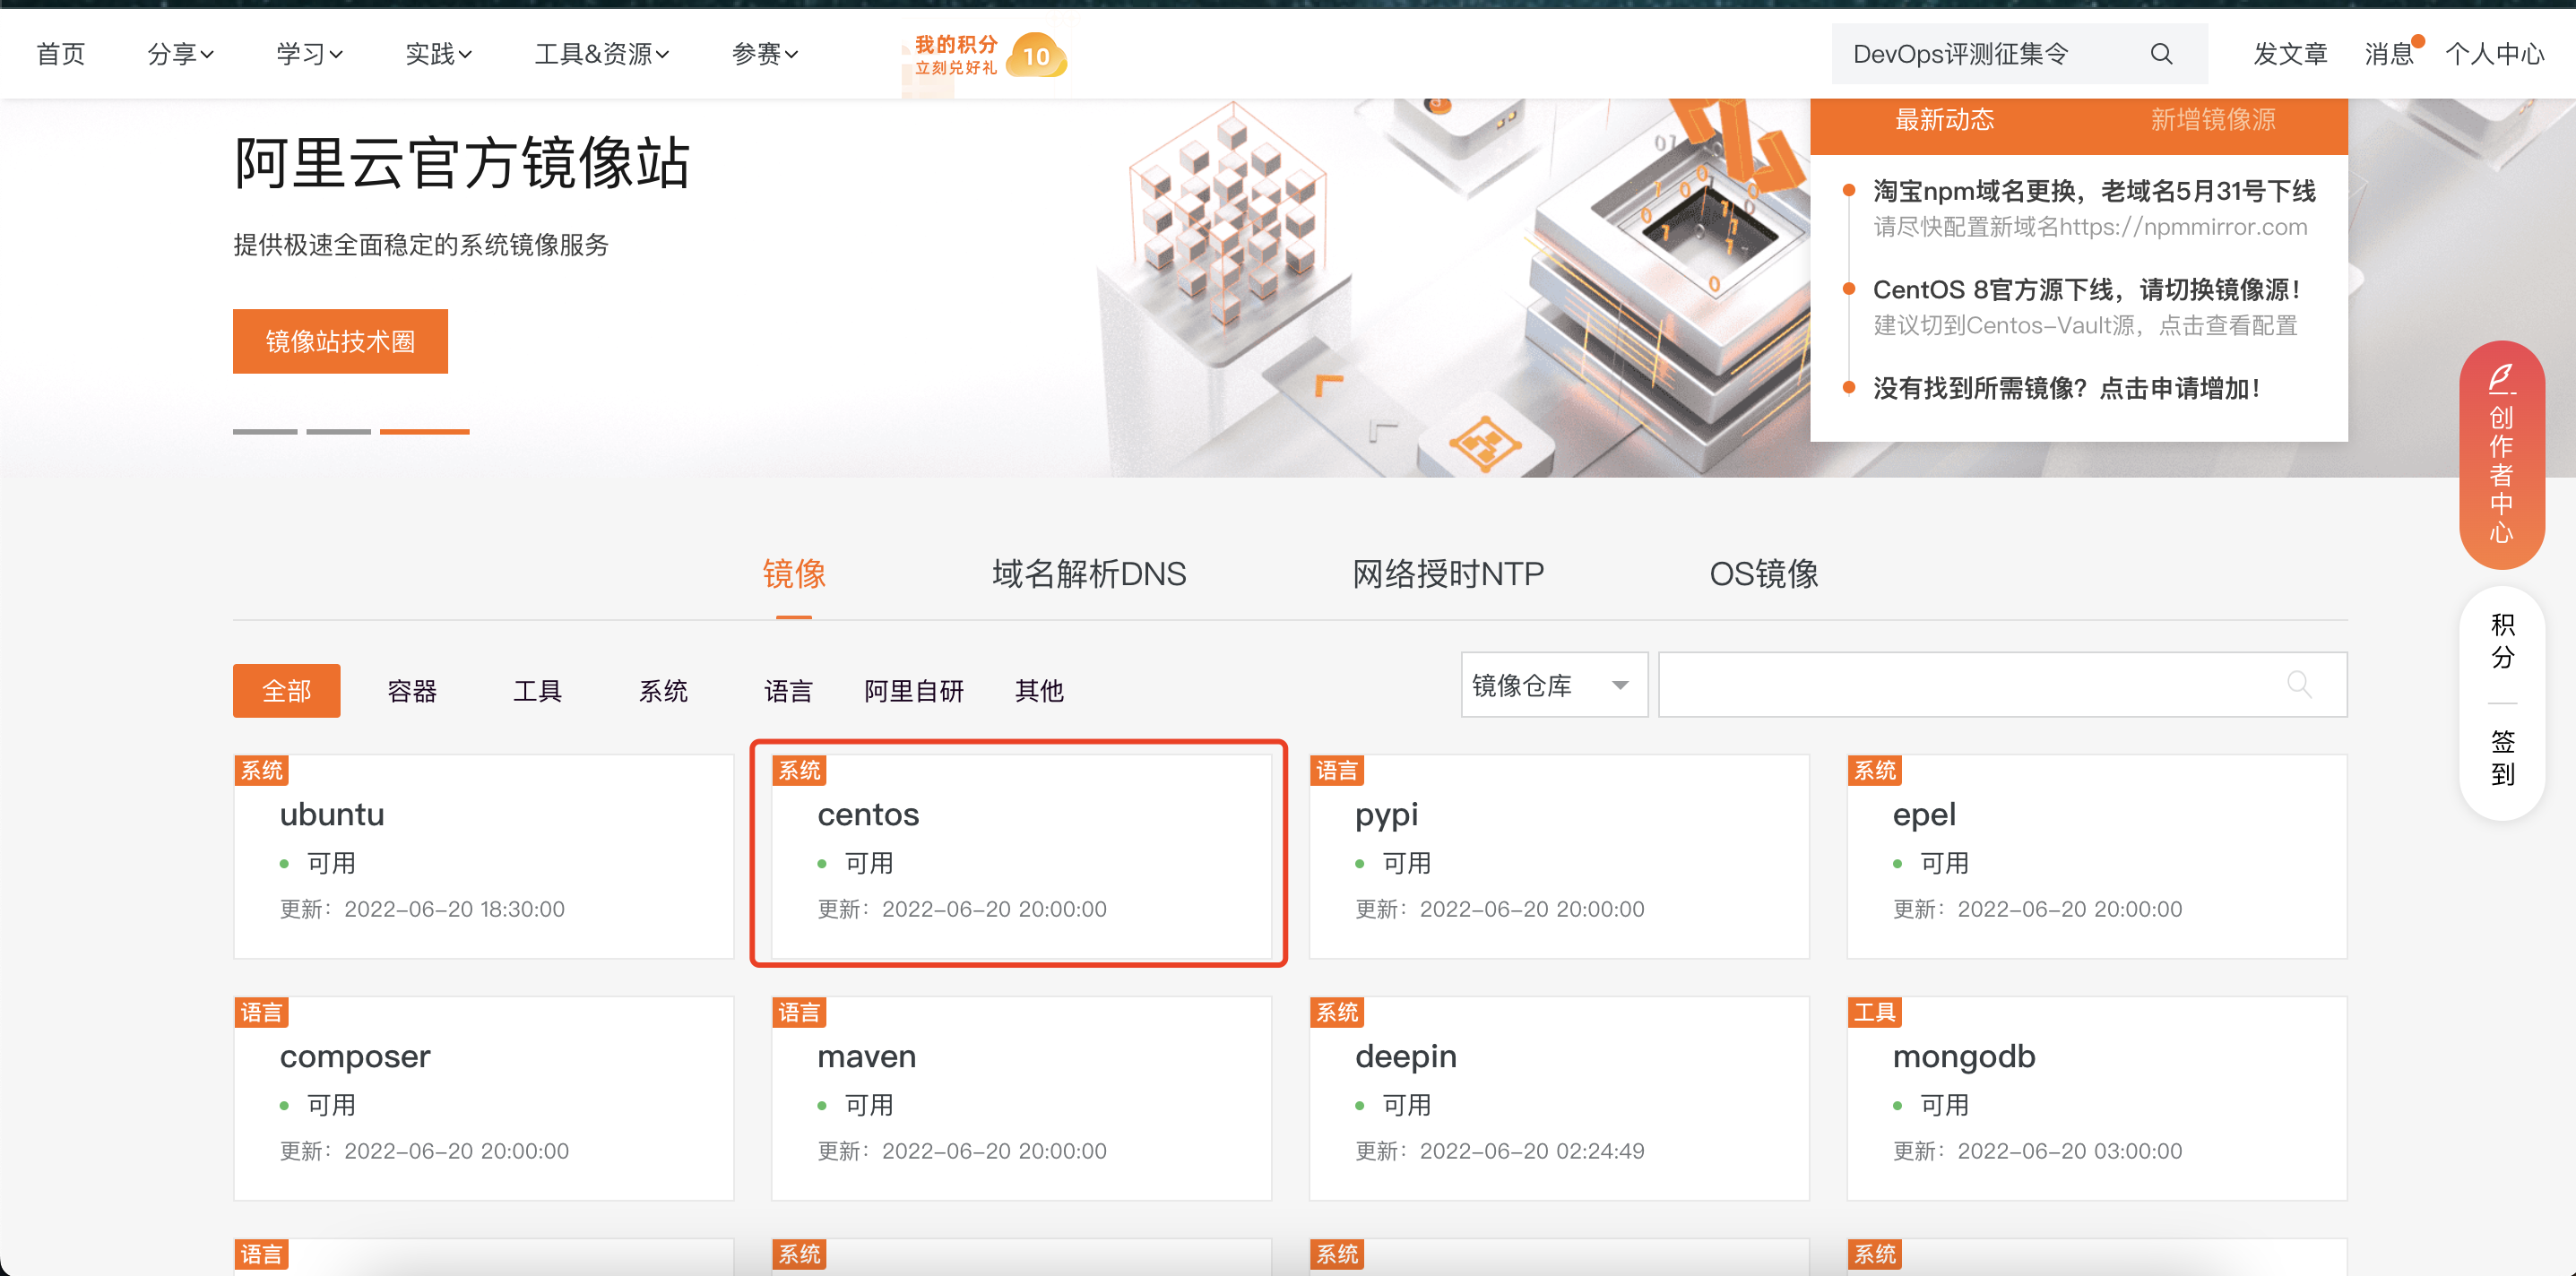 首页 分享 学习 实践 工具&资源 参赛 我的积分 10 DevOps评测征集令 发文章 消息 个人中心
立刻兑好礼
阿里云官方镜像站
提供极速全面稳定的系统镜像服务
镜像站技术圈
最新动态 新增镜像源
淘宝npm域名更换，老域名5月31号下线
请尽快配置新域名https://npmmirror.com
CentOS 8官方源下线，请切换镜像源！
建议切到Centos-Vault源，点击查看配置
没有找到所需镜像？点击申请增加！
创作者中心
积分
签到
镜像 域名解析DNS 网络授时NTP OS镜像
全部 容器 工具 系统 语言 阿里自研 其他 镜像仓库
系统
ubuntu
可用
更新：2022-06-20 18:30:00
系统
centos
可用
更新：2022-06-20 20:00:00
语言
pypi
可用
更新：2022-06-20 20:00:00
系统
epel
可用
更新：2022-06-20 20:00:00
语言
composer
可用
更新：2022-06-20 20:00:00
语言
maven
可用
更新：2022-06-20 20:00:00
系统
deepin
可用
更新：2022-06-20 02:24:49
工具
mongodb
可用
更新：2022-06-20 03:00:00
语言 系统 系统 系统